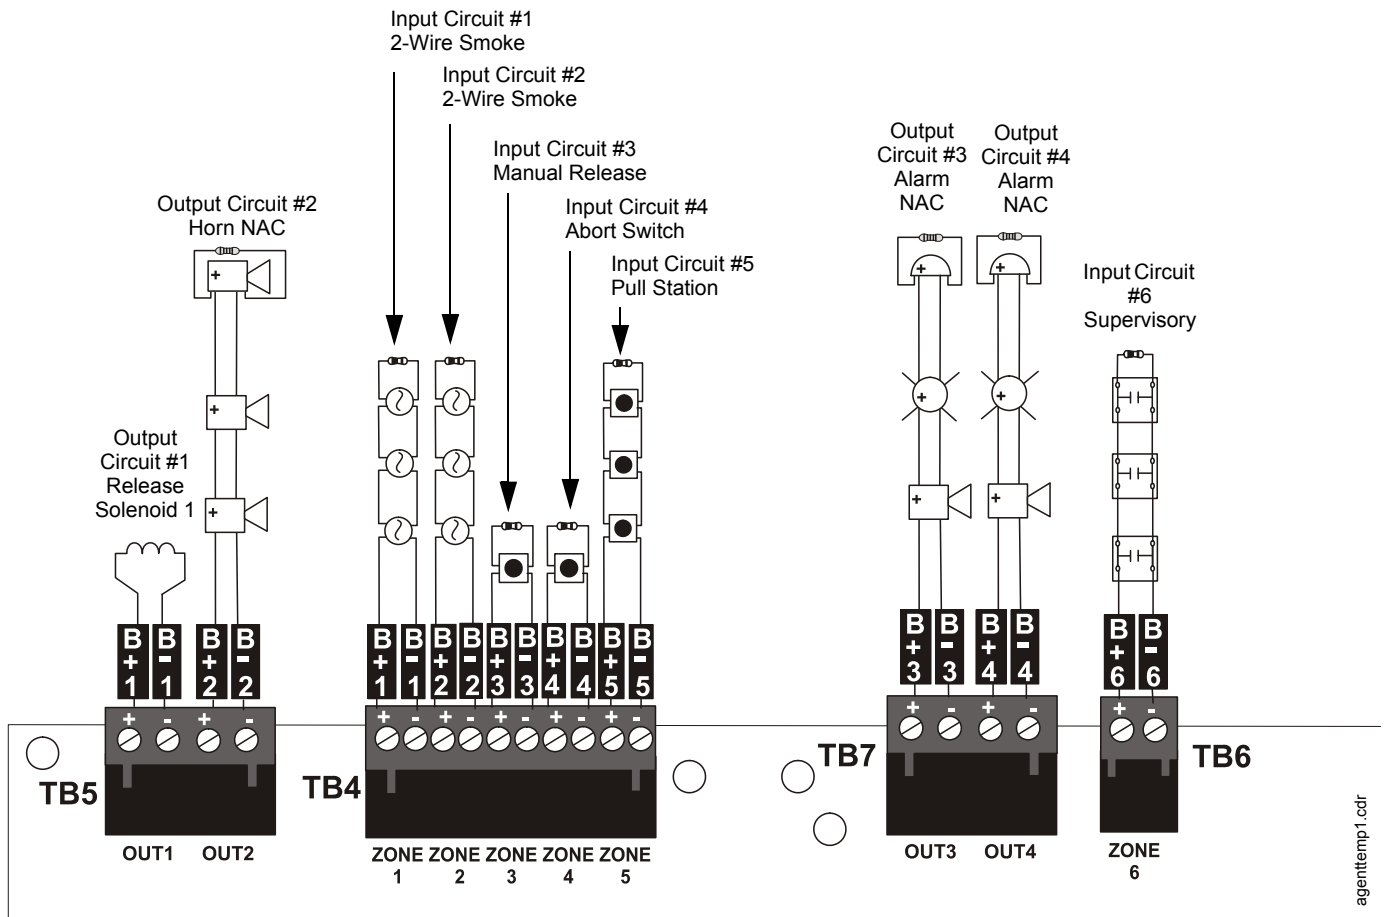 Input Circuit #1
2-Wire Smoke
Input Circuit #2
2-Wire Smoke
Input Circuit #3
Manual Release
Input Circuit #4
Abort Switch
Input Circuit #5
Pull Station
Output Circuit #2
Horn NAC
Output
Circuit #1
Release
Solenoid 1
Output
Circuit #3
Alarm
NAC
Output
Circuit #4
Alarm
NAC
Input Circuit
#6
Supervisory
+
+
+
+
+
+
+
+
+
B+1
B-1
B+2
B-2
B+1
B-1
B+2
B-2
B+3
B-3
B+4
B-4
B+5
B-5
B+3
B-3
B+4
B-4
B+6
B-6
+ - + -
+ - + - + - + - + -
+ - + -
+ -
TB5
TB4
TB7
TB6
OUT1 OUT2
ZONE 1
ZONE 2
ZONE 3
ZONE 4
ZONE 5
OUT3 OUT4
ZONE 6
agenttemp1.cdr